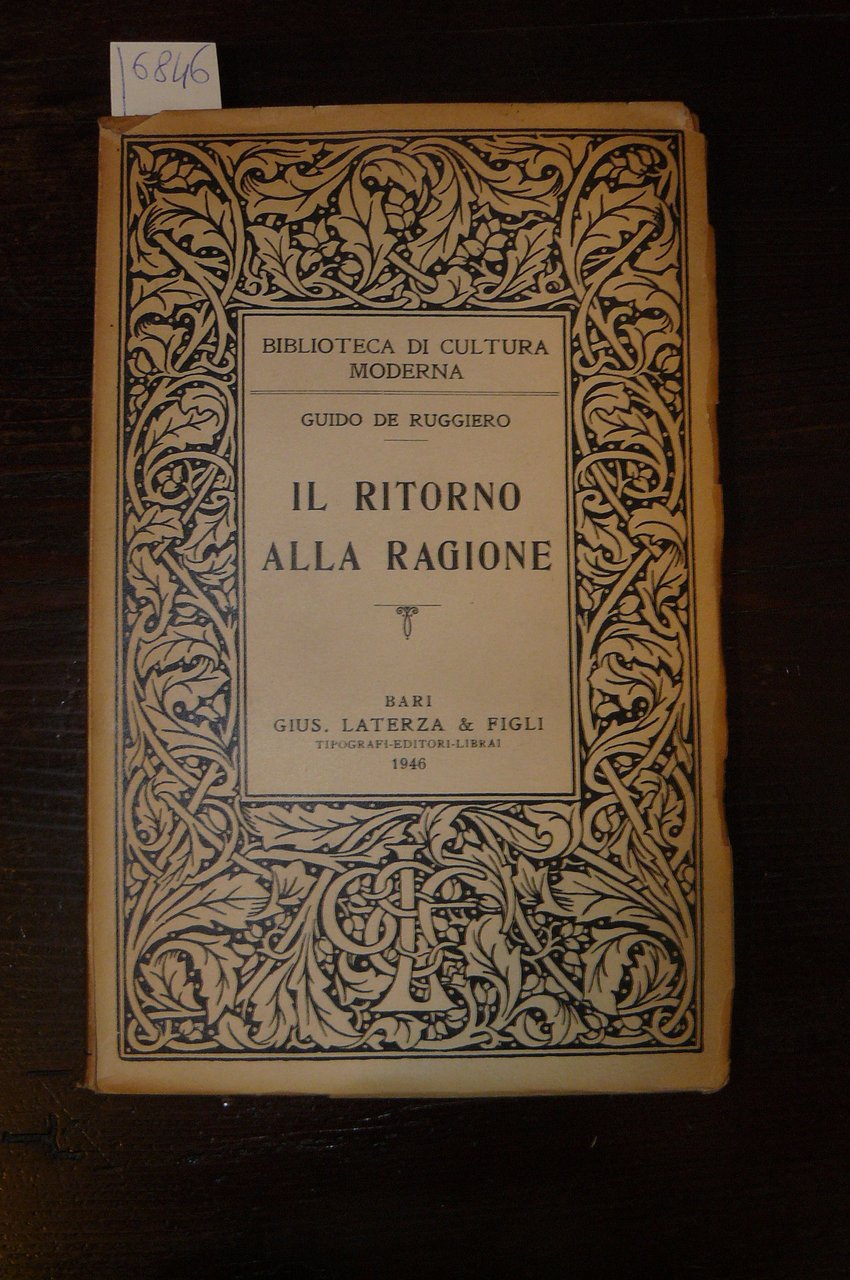 16846
BIBLIOTECA DI CULTURA
MODERNA
GUIDO DE RUGGIERO
IL RITORNO
ALLA RAGIONE
BARI
GIUS. LATERZA & FIGLI
TIPOGRAFI-EDITORI-LIBRAI
1946